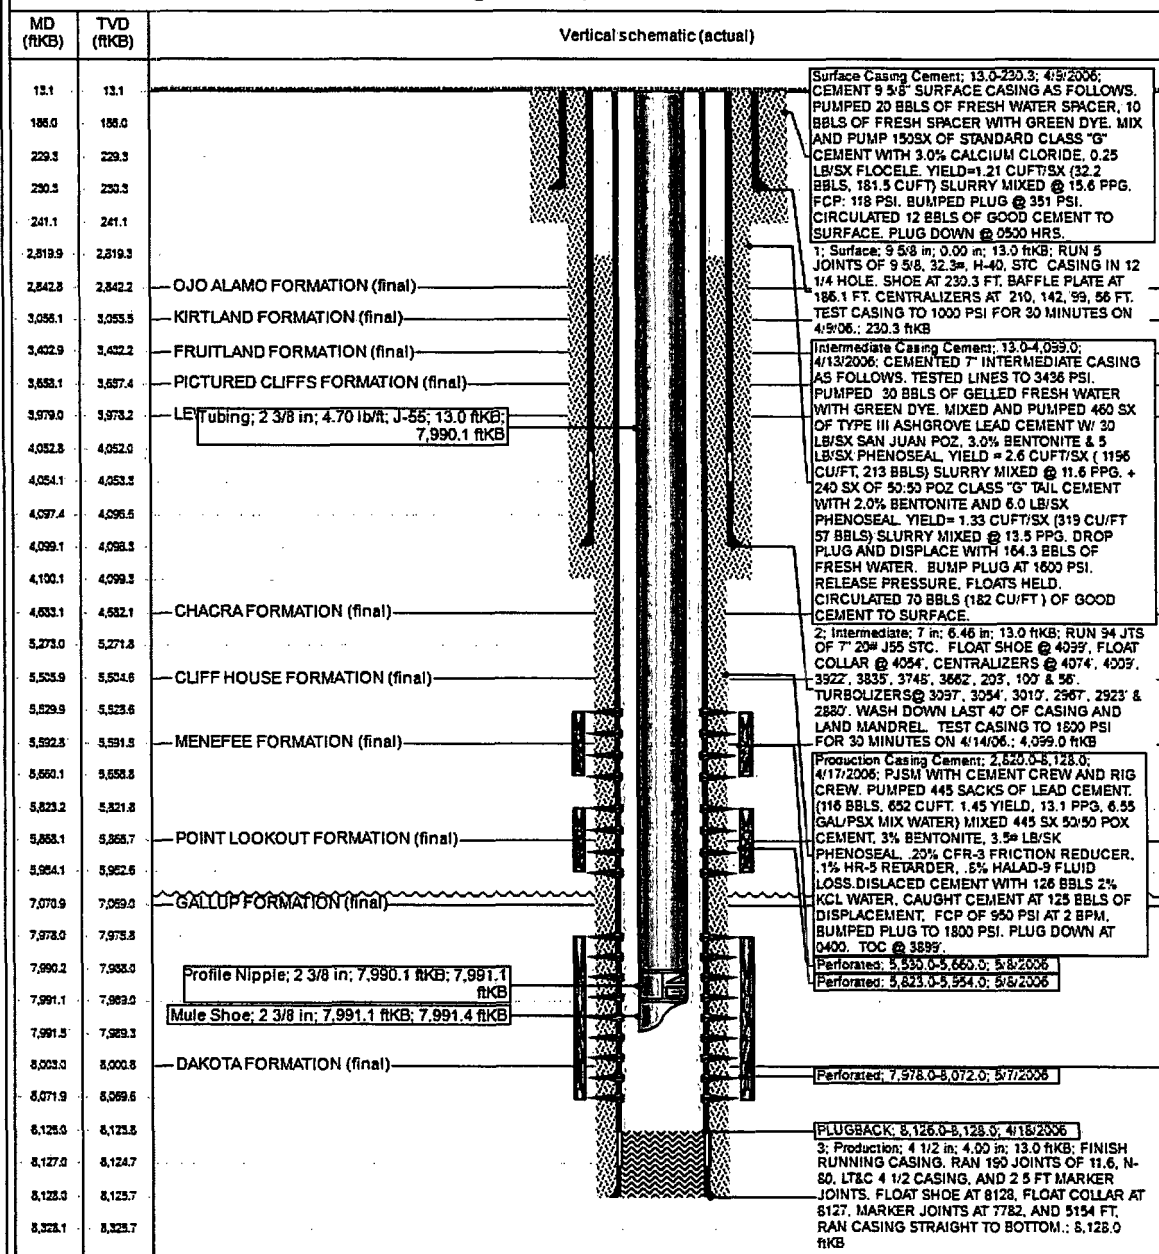 MD
(ftKB)
TVD
(ftKB)
Vertical schematic (actual)
13.1 13.1
186.0 186.0
229.3 229.3
230.3 230.3
241.1 241.1
2,819.9 2,819.3
2,842.8 2,842.2
3,056.1 3,055.5
3,402.9 3,402.2
3,658.1 3,657.4
3,979.0 3,978.2
4,052.8 4,052.0
4,054.1 4,053.3
4,097.4 4,096.6
4,099.1 4,098.3
4,100.1 4,099.3
4,683.1 4,682.1
5,273.0 5,271.8
5,505.9 5,504.6
5,529.9 5,528.6
5,592.8 5,591.5
5,660.1 5,658.8
5,823.2 5,821.8
5,868.1 5,866.7
5,954.1 5,952.6
7,070.9 7,069.0
7,978.0 7,975.8
7,990.2 7,988.0
7,991.1 7,989.0
7,991.5 7,989.3
8,003.0 8,000.8
8,071.9 8,069.6
8,126.0 8,123.8
8,127.0 8,124.7
8,128.0 8,125.7
8,328.1 8,325.7
OJO ALAMO FORMATION (final)
KIRTLAND FORMATION (final)
FRUITLAND FORMATION (final)
PICTURED CLIFFS FORMATION (final)
LE
Tubing; 2 3/8 in; 4.70 lb/ft; J-55; 13.0 ftKB;
7,990.1 ftKB
CHACRA FORMATION (final)
CLIFF HOUSE FORMATION (final)
MENEFEE FORMATION (final)
POINT LOOKOUT FORMATION (final)
GALLUP FORMATION (final)
Profile Nipple; 2 3/8 in; 7,990.1 ftKB; 7,991.1
ftKB
Mule Shoe; 2 3/8 in; 7,991.1 ftKB; 7,991.4 ftKB
DAKOTA FORMATION (final)
Surface Casing Cement; 13.0-230.3; 4/9/2006;
CEMENT 9 5/8" SURFACE CASING AS FOLLOWS.
PUMPED 20 BBLS OF FRESH WATER SPACER, 10
BBLS OF FRESH SPACER WITH GREEN DYE. MIX
AND PUMP 150SX OF STANDARD CLASS "G"
CEMENT WITH 3.0% CALCIUM CLORIDE, 0.25
LB/SX FLOCELE. YIELD=1.21 CUFT/SX (32.2
BBLS, 181.5 CUFT) SLURRY MIXED @ 15.6 PPG.
FCP: 118 PSI. BUMPED PLUG @ 351 PSI.
CIRCULATED 12 BBLS OF GOOD CEMENT TO
SURFACE. PLUG DOWN @ 0500 HRS.
1; Surface; 9 5/8 in; 0.00 in; 13.0 ftKB; RUN 5
JOINTS OF 9 5/8, 32.3#, H-40, STC CASING IN 12
1/4 HOLE. SHOE AT 230.3 FT. BAFFLE PLATE AT
186.1 FT. CENTRALIZERS AT 210, 142, 99, 56 FT.
TEST CASING TO 1000 PSI FOR 30 MINUTES ON
4/9/06.; 230.3 ftKB
Intermediate Casing Cement; 13.0-4,099.0;
4/13/2006; CEMENTED 7" INTERMEDIATE CASING
AS FOLLOWS. TESTED LINES TO 3436 PSI.
PUMPED 30 BBLS OF GELLED FRESH WATER
WITH GREEN DYE. MIXED AND PUMPED 460 SX
OF TYPE III ASHGROVE LEAD CEMENT W/ 30
LB/SX SAN JUAN POZ, 3.0% BENTONITE & 5
LB/SX PHENOSEAL, YIELD = 2.6 CUFT/SX ( 1196
CU/FT, 213 BBLS) SLURRY MIXED @ 11.6 PPG. +
240 SX OF 50:50 POZ CLASS "G" TAIL CEMENT
WITH 2.0% BENTONITE AND 6.0 LB/SX
PHENOSEAL. YIELD= 1.33 CUFT/SX (319 CU/FT
57 BBLS) SLURRY MIXED @ 13.5 PPG. DROP
PLUG AND DISPLACE WITH 164.3 BBLS OF
FRESH WATER. BUMP PLUG AT 1600 PSI.
RELEASE PRESSURE, FLOATS HELD.
CIRCULATED 70 BBLS (182 CU/FT ) OF GOOD
CEMENT TO SURFACE.
2; Intermediate; 7 in; 6.46 in; 13.0 ftKB; RUN 94 JTS
OF 7" 20# J55 STC. FLOAT SHOE @ 4099', FLOAT
COLLAR @ 4054', CENTRALIZERS @ 4074', 4009',
3922', 3835', 3748', 3662', 203', 100' & 56'.
TURBOLIZERS@ 3097', 3054', 3010', 2967', 2923' &
2880'. WASH DOWN LAST 40' OF CASING AND
LAND MANDREL. TEST CASING TO 1800 PSI
FOR 30 MINUTES ON 4/14/06.; 4,099.0 ftKB
Production Casing Cement; 2,820.0-8,128.0;
4/17/2006; PJSM WITH CEMENT CREW AND RIG
CREW. PUMPED 445 SACKS OF LEAD CEMENT.
(116 BBLS, 652 CUFT, 1.45 YIELD, 13.1 PPG, 6.55
GAL/PSX MIX WATER) MIXED 445 SX 50/50 POX
CEMENT, 3% BENTONITE, 3.5# LB/SK
PHENOSEAL, .20% CFR-3 FRICTION REDUCER,
.1% HR-5 RETARDER, .8% HALAD-9 FLUID
LOSS.DISLACED CEMENT WITH 126 BBLS 2%
KCL WATER, CAUGHT CEMENT AT 125 BBLS OF
DISPLACEMENT, FCP OF 950 PSI AT 2 BPM,
BUMPED PLUG TO 1800 PSI. PLUG DOWN AT
0400. TOC @ 3899'.
Perforated; 5,530.0-5,660.0; 5/8/2006
Perforated; 5,823.0-5,954.0; 5/8/2006
Perforated; 7,978.0-8,072.0; 5/7/2006
PLUGBACK; 8,126.0-8,128.0; 4/18/2006
3; Production; 4 1/2 in; 4.00 in; 13.0 ftKB; FINISH
RUNNING CASING. RAN 190 JOINTS OF 11.6, N-
80, LT&C 4 1/2 CASING, AND 2 5 FT MARKER
JOINTS. FLOAT SHOE AT 8128, FLOAT COLLAR AT
8127, MARKER JOINTS AT 7782, AND 5154 FT,
RAN CASING STRAIGHT TO BOTTOM.; 8,128.0
ftKB